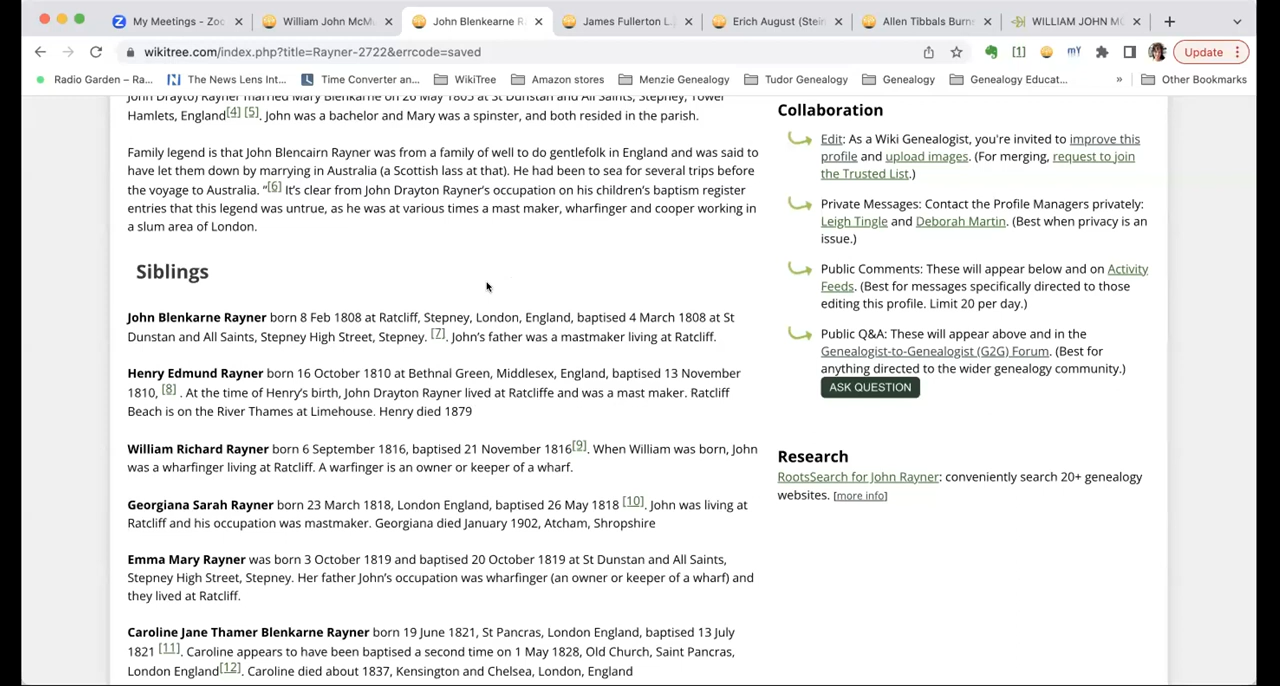 My Meetings - Zoo
William John McMu
John Blenkearne R
James Fullerton L
Erich August (Stein
Allen Tibbals Burne
WILLIAM JOHN MC
wikitree.com/index.php?title=Rayner-2722&errcode=saved
Update
Radio Garden – Ra...
The News Lens Int...
Time Converter an...
WikiTree
Amazon stores
Menzie Genealogy
Tudor Genealogy
Genealogy
Genealogy Educat...
»
Other Bookmarks
John Drayto) Rayner married Mary Blenkarne on 26 May 1805 at St Dunstan and All Saints, Stepney, Tower
Hamlets, England[4] [5]. John was a bachelor and Mary was a spinster, and both resided in the parish.
Family legend is that John Blencairn Rayner was from a family of well to do gentlefolk in England and was said to
have let them down by marrying in Australia (a Scottish lass at that). He had been to sea for several trips before
the voyage to Australia. "[6] It's clear from John Drayton Rayner's occupation on his children's baptism register
entries that this legend was untrue, as he was at various times a mast maker, wharfinger and cooper working in
a slum area of London.
Siblings
John Blenkarne Rayner born 8 Feb 1808 at Ratcliff, Stepney, London, England, baptised 4 March 1808 at St
Dunstan and All Saints, Stepney High Street, Stepney. [7]. John's father was a mastmaker living at Ratcliff.
Henry Edmund Rayner born 16 October 1810 at Bethnal Green, Middlesex, England, baptised 13 November
1810, [8] . At the time of Henry's birth, John Drayton Rayner lived at Ratcliffe and was a mast maker. Ratcliff
Beach is on the River Thames at Limehouse. Henry died 1879
William Richard Rayner born 6 September 1816, baptised 21 November 1816[9]. When William was born, John
was a wharfinger living at Ratcliff. A warfinger is an owner or keeper of a wharf.
Georgiana Sarah Rayner born 23 March 1818, London England, baptised 26 May 1818 [10]. John was living at
Ratcliff and his occupation was mastmaker. Georgiana died January 1902, Atcham, Shropshire
Emma Mary Rayner was born 3 October 1819 and baptised 20 October 1819 at St Dunstan and All Saints,
Stepney High Street, Stepney. Her father John's occupation was wharfinger (an owner or keeper of a wharf) and
they lived at Ratcliff.
Caroline Jane Thamer Blenkarne Rayner born 19 June 1821, St Pancras, London England, baptised 13 July
1821 [11]. Caroline appears to have been baptised a second time on 1 May 1828, Old Church, Saint Pancras,
London England[12]. Caroline died about 1837, Kensington and Chelsea, London, England
Collaboration
Edit: As a Wiki Genealogist, you're invited to improve this
profile and upload images. (For merging, request to join
the Trusted List.)
Private Messages: Contact the Profile Managers privately:
Leigh Tingle and Deborah Martin. (Best when privacy is an
issue.)
Public Comments: These will appear below and on Activity
Feeds. (Best for messages specifically directed to those
editing this profile. Limit 20 per day.)
Public Q&A: These will appear above and in the
Genealogist-to-Genealogist (G2G) Forum. (Best for
anything directed to the wider genealogy community.)
ASK QUESTION
Research
RootsSearch for John Rayner: conveniently search 20+ genealogy
websites. [more info]